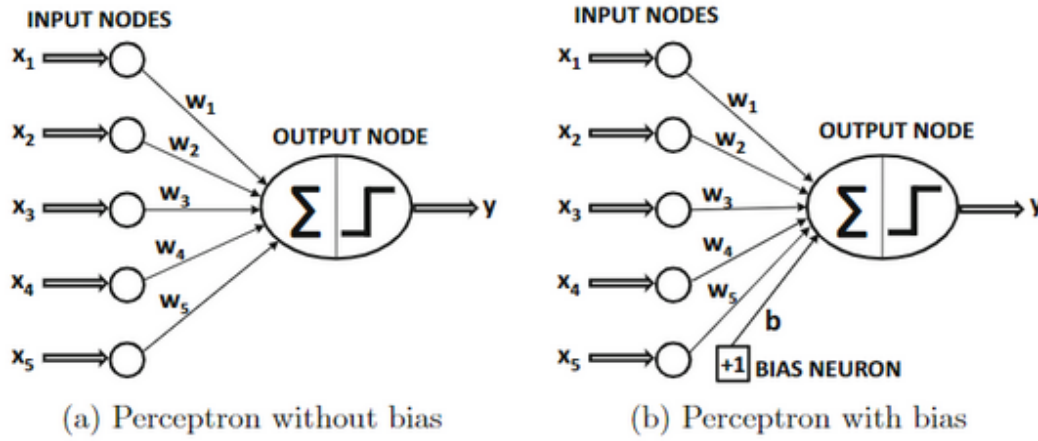 INPUT NODES
x1
w1
x2
w2
OUTPUT NODE
x3
w3
Σ
y
x4
w4
x5
w5
(a) Perceptron without bias
INPUT NODES
x1
w1
x2
w2
OUTPUT NODE
x3
w3
Σ
y
x4
w4
w5
x5
b
+1 BIAS NEURON
(b) Perceptron with bias